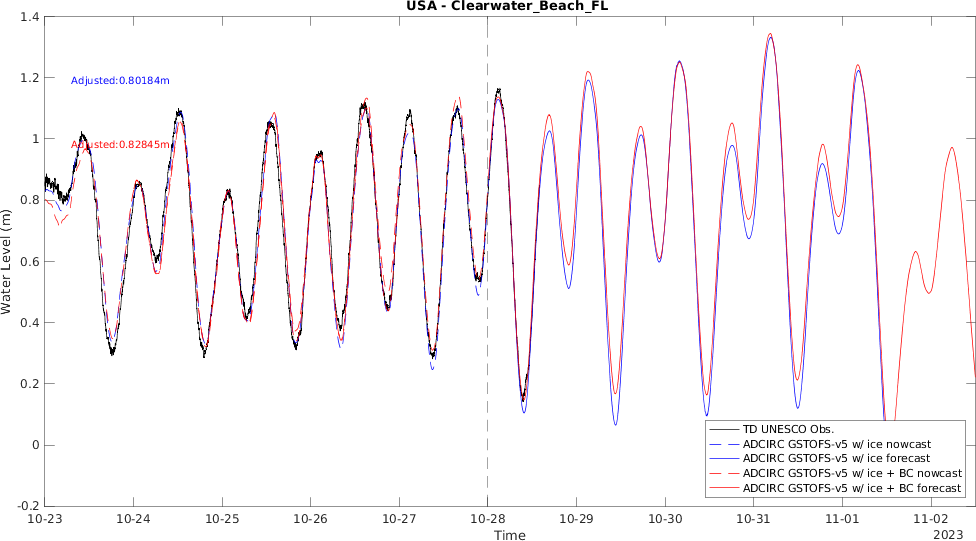 USA - Clearwater_Beach_FL
1.4
1.2
1
0.8
0.6
0.4
0.2
0
-0.2
Water Level (m)
Adjusted:0.80184m
Adjusted:0.82845m
TD UNESCO Obs.
ADCIRC GSTOFS-v5 w/ ice nowcast
ADCIRC GSTOFS-v5 w/ ice forecast
ADCIRC GSTOFS-v5 w/ ice + BC nowcast
ADCIRC GSTOFS-v5 w/ ice + BC forecast
10-23 10-24 10-25 10-26 10-27 10-28 10-29 10-30 10-31 11-01 11-02
Time
2023